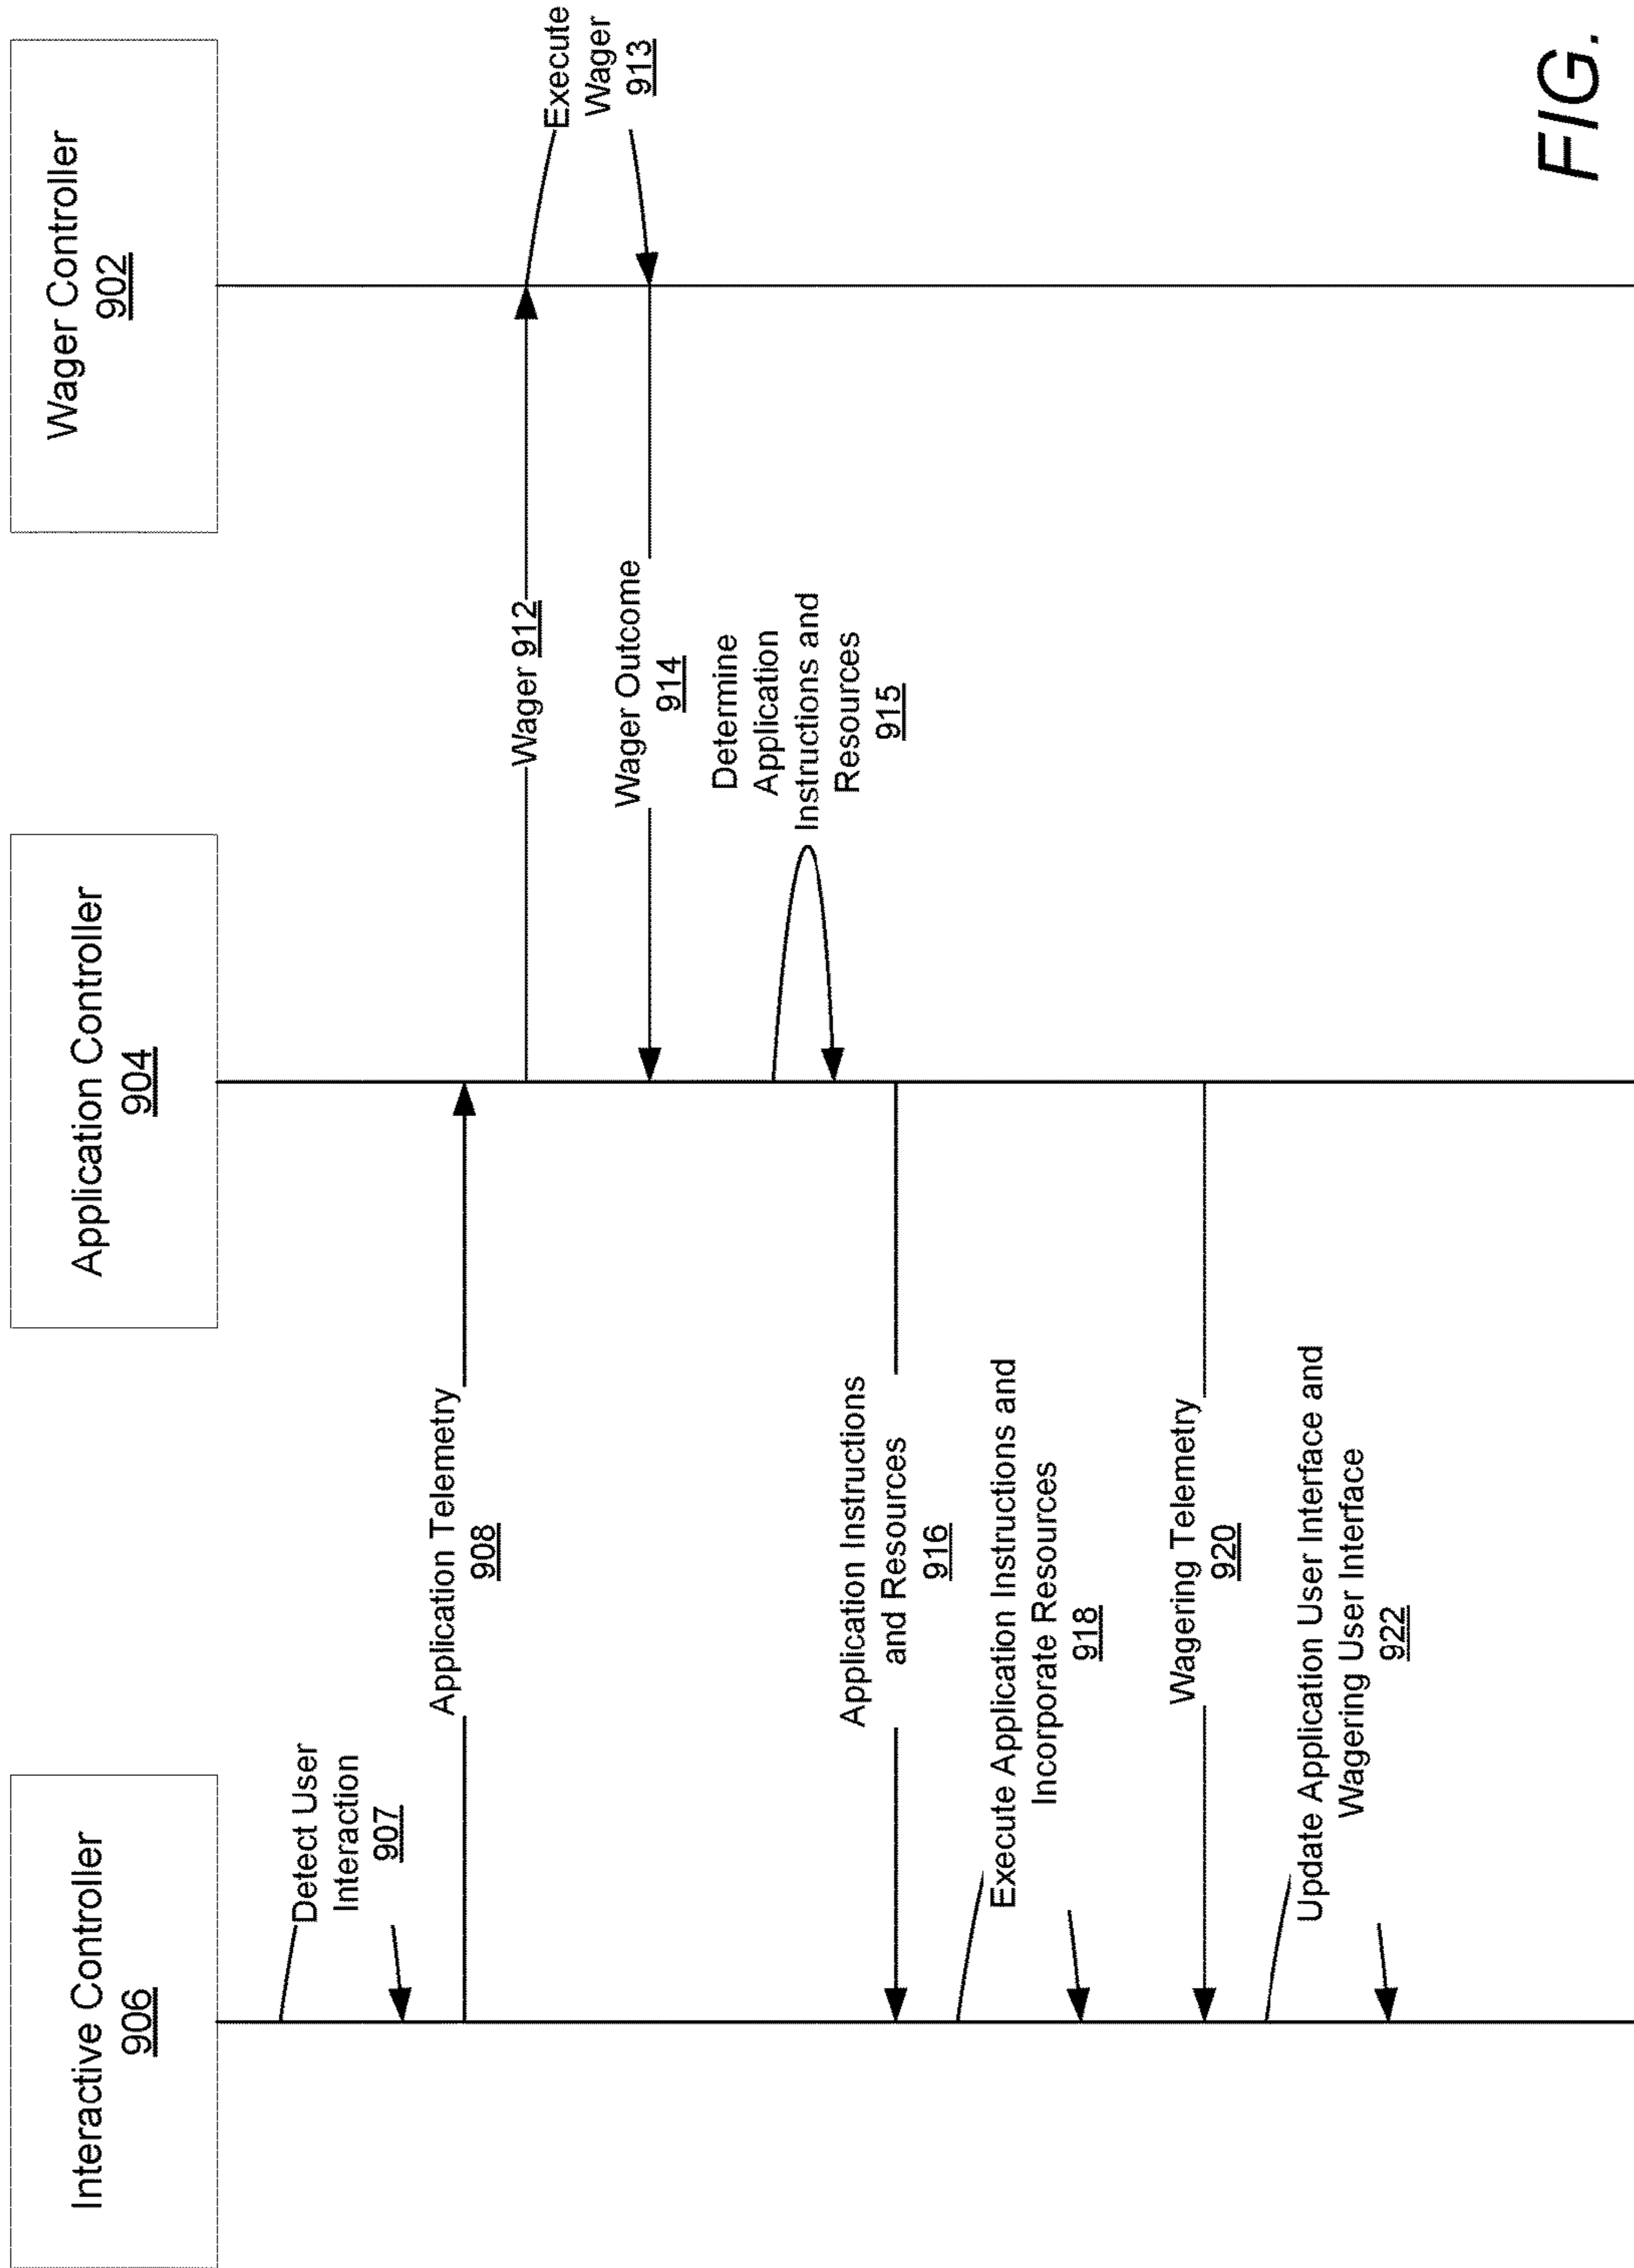 Interactive Controller
906
Application Controller
904
Wager Controller
902
Detect User
Interaction
907
Application Telemetry
908
Wager 912
Execute
Wager
913
Wager Outcome
914
Determine
Application
Instructions and
Resources
915
Application Instructions
and Resources
916
Execute Application Instructions and
Incorporate Resources
918
Wagering Telemetry
920
Update Application User Interface and
Wagering User Interface
922
FIG.